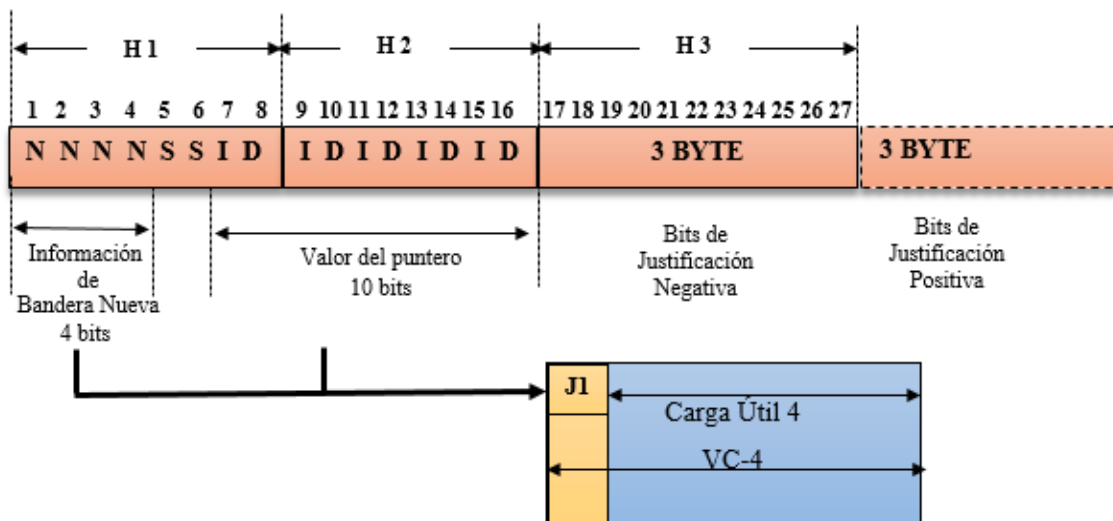 H 1 H 2 H 3
1 2 3 4 5 6 7 8 9 10 11 12 13 14 15 16 17 18 19 20 21 22 23 24 25 26 27
N N N N S S I D I D I D I D I D 3 BYTE 3 BYTE
Información
de
Bandera Nueva
4 bits
Valor del puntero
10 bits
Bits de
Justificación
Negativa
Bits de
Justificación
Positiva
J1
Carga Útil 4
VC-4